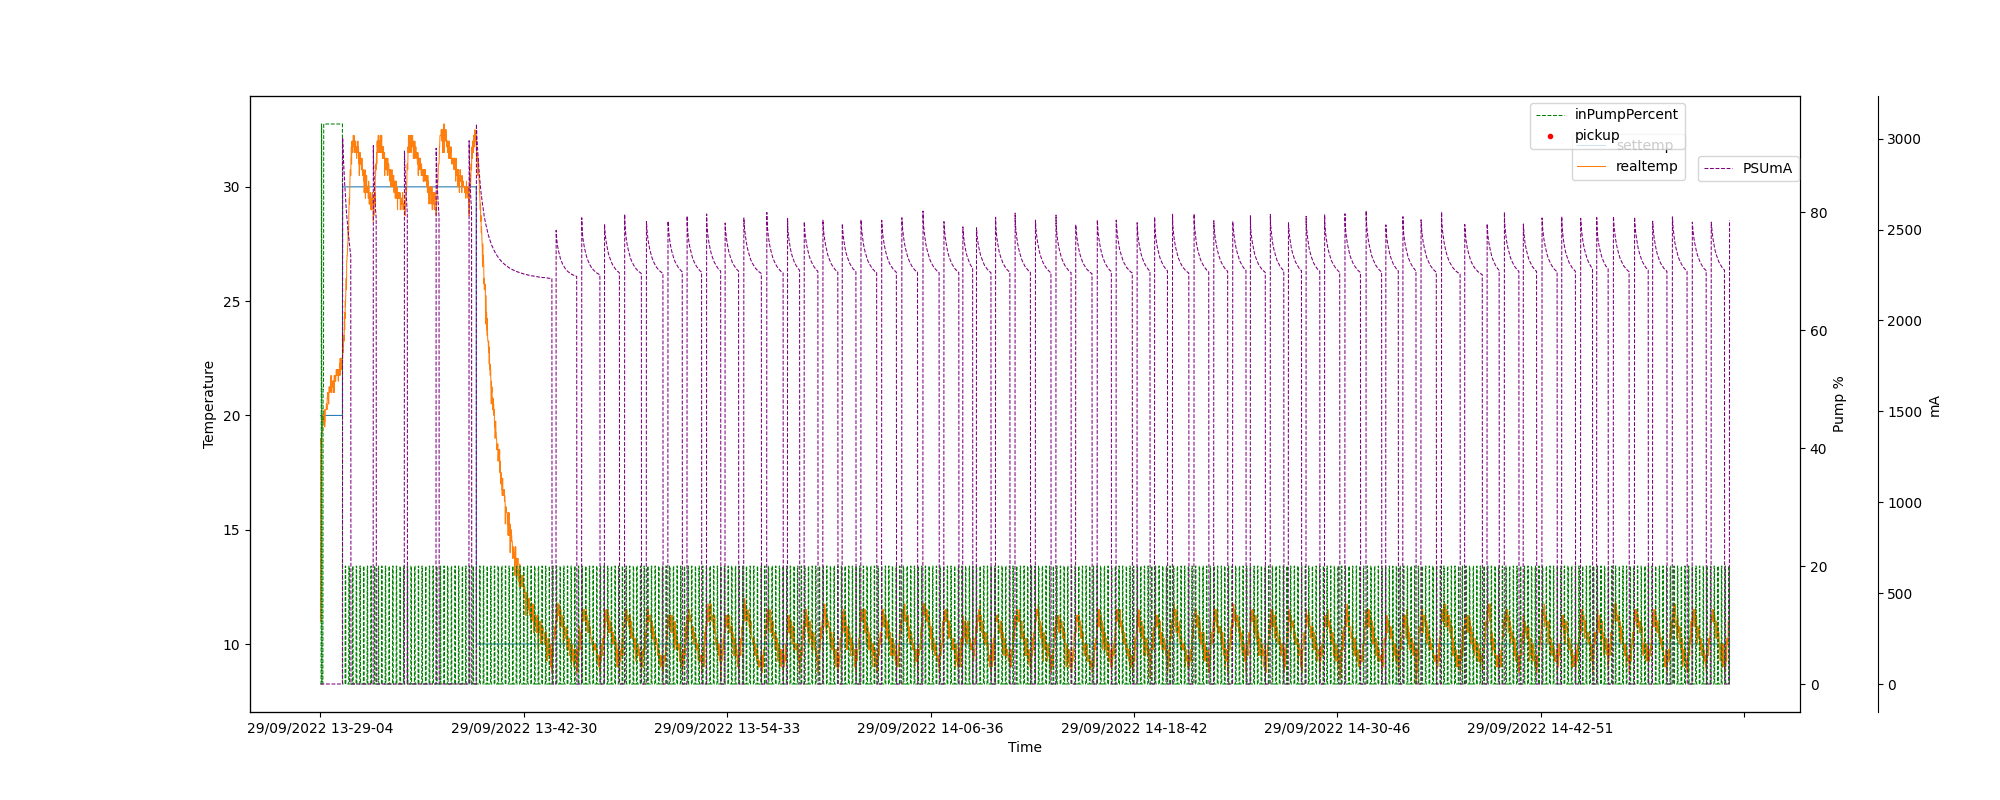 inPumpPercent
pickup
settemp
realtemp
PSUmA
30
25
20
15
10
Temperature
80
60
40
20
0
Pump %
3000
2500
2000
1500
1000
500
0
mA
29/09/2022 13-29-04
29/09/2022 13-42-30
29/09/2022 13-54-33
29/09/2022 14-06-36
29/09/2022 14-18-42
29/09/2022 14-30-46
29/09/2022 14-42-51
Time